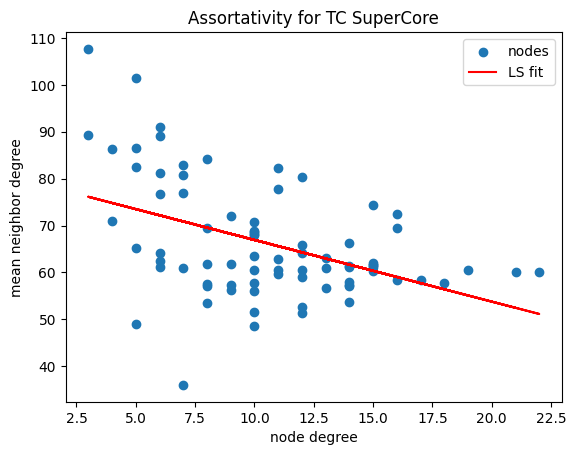 Assortativity for TC SuperCore
nodes
LS fit
mean neighbor degree
110
100
90
80
70
60
50
40
2.5 5.0 7.5 10.0 12.5 15.0 17.5 20.0 22.5
node degree